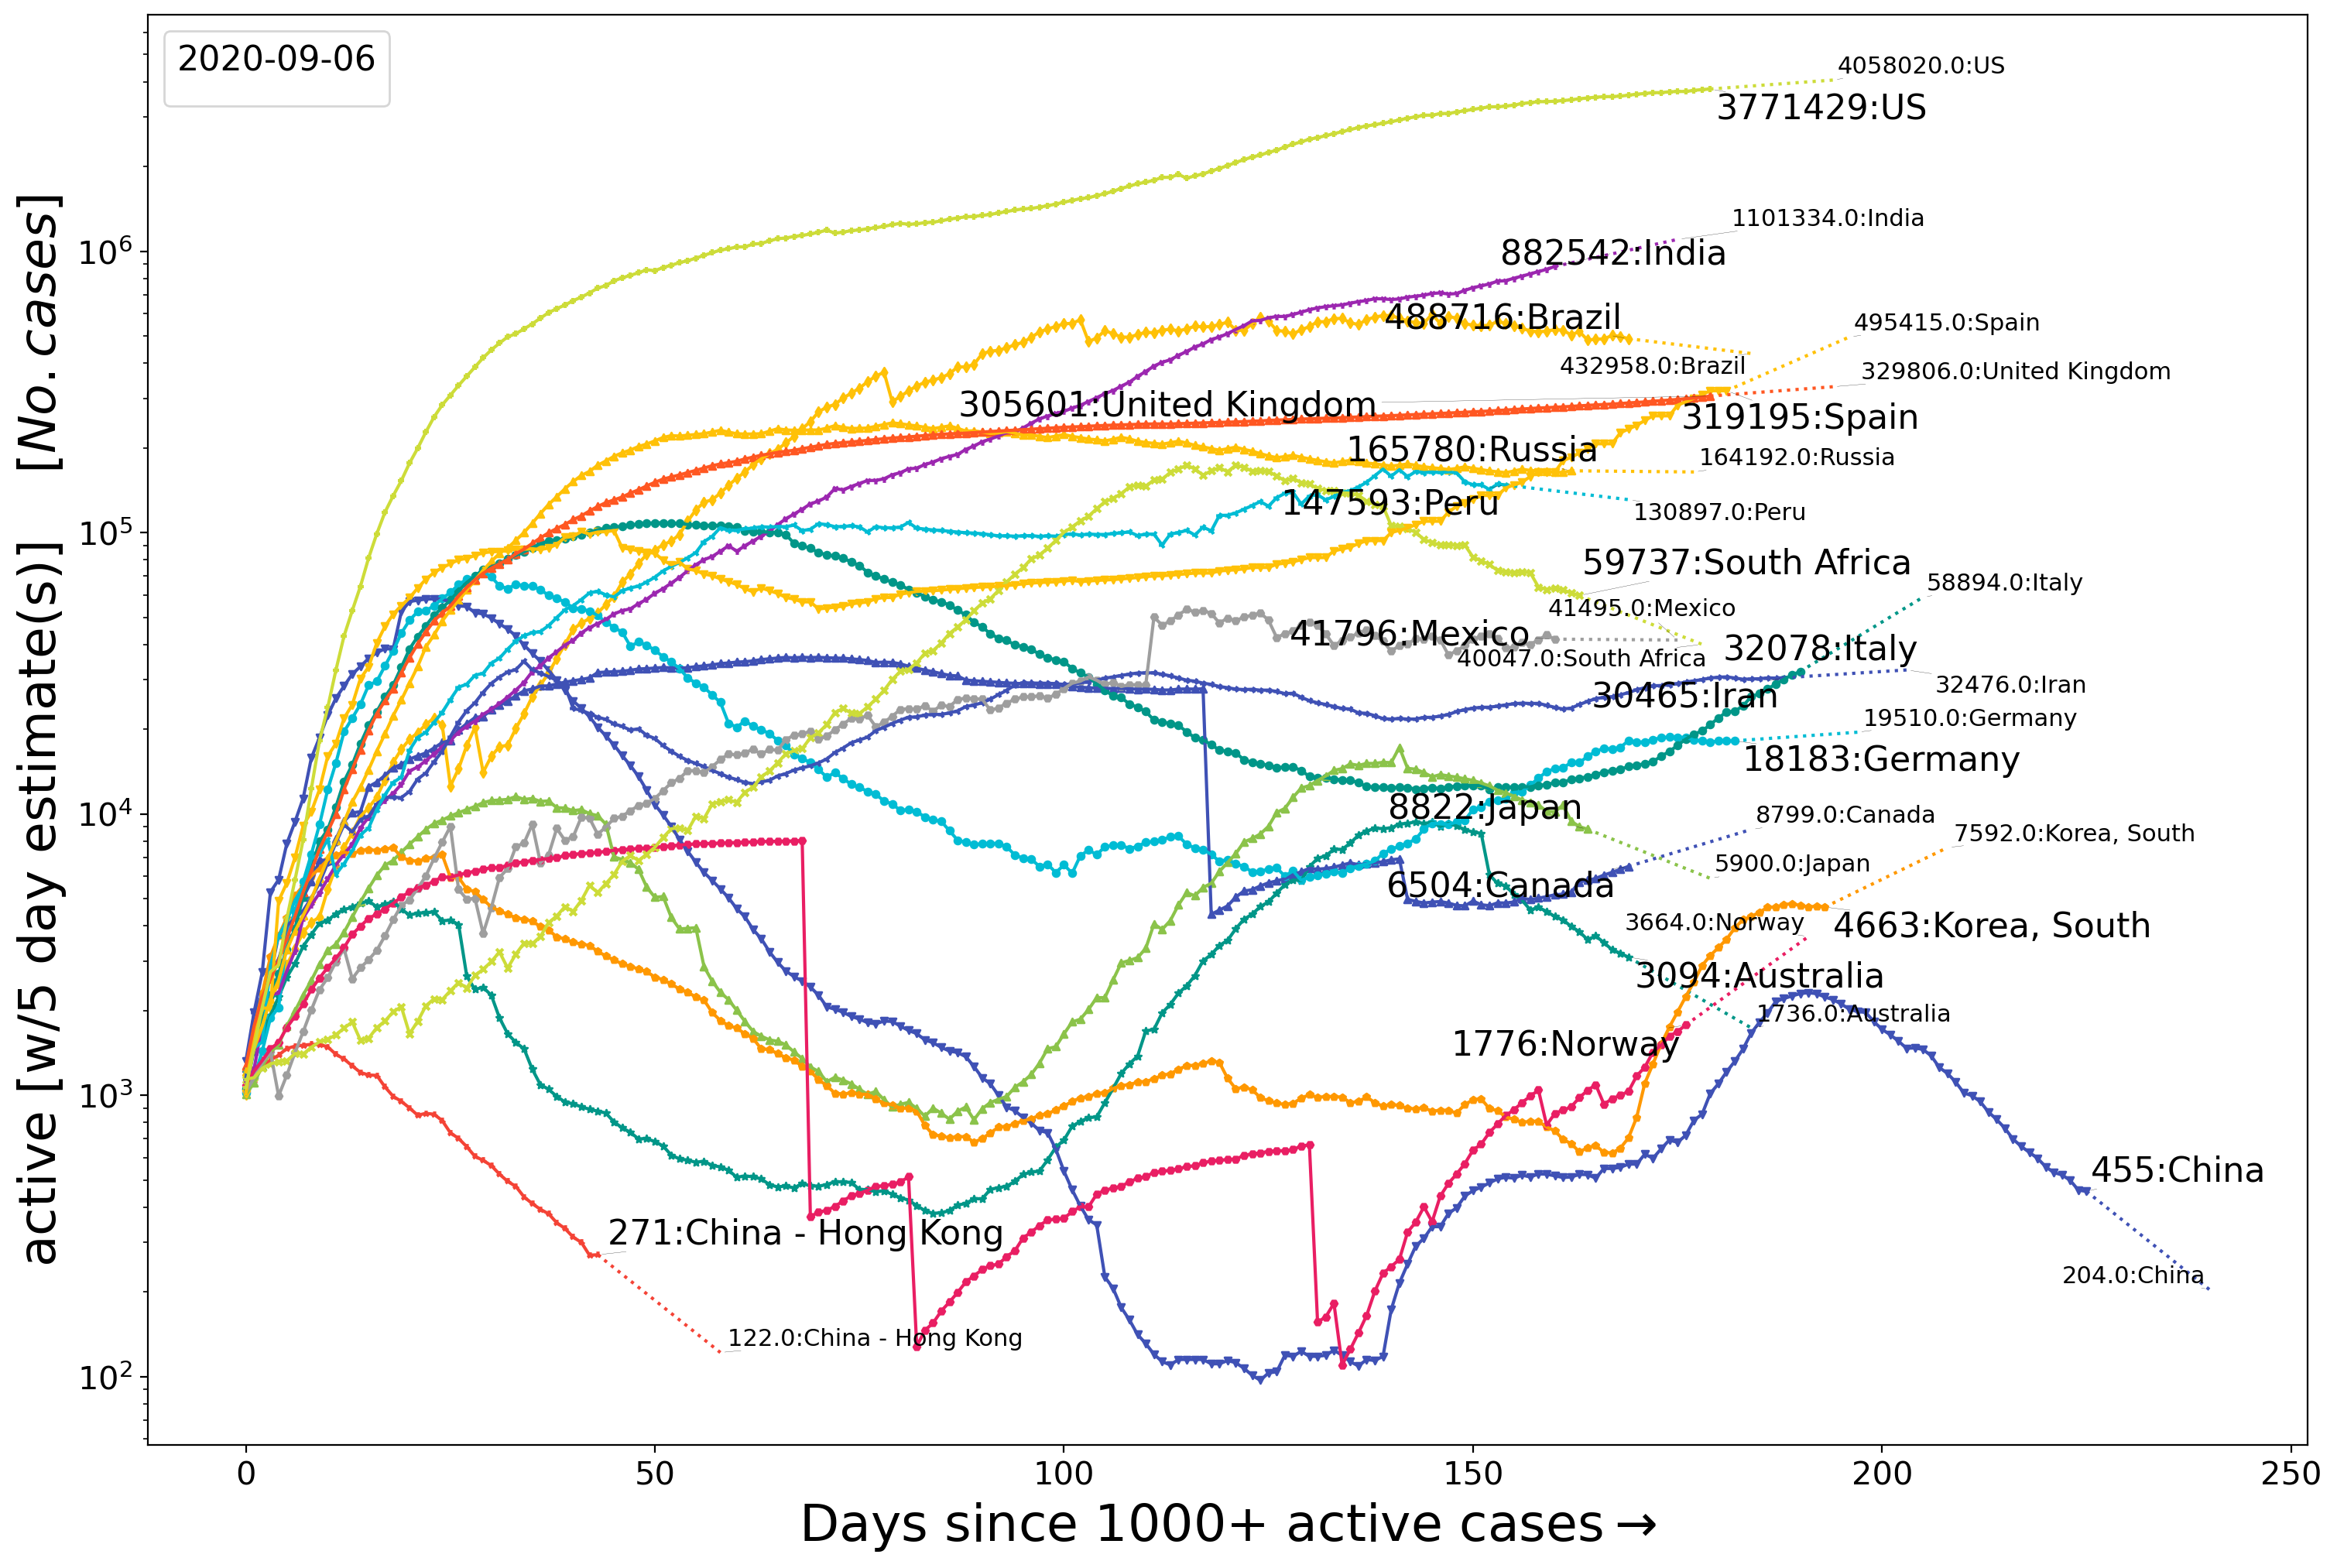 2020-09-06
active [w/5 day estimate(s)]   [No.cases]
10^6
10^5
10^4
10^3
10^2
4058020.0:US
3771429:US
1101334.0:India
882542:India
488716:Brazil
495415.0:Spain
432958.0:Brazil
329806.0:United Kingdom
305601:United Kingdom
319195:Spain
165780:Russia
164192.0:Russia
147593:Peru
130897.0:Peru
59737:South Africa
58894.0:Italy
41495.0:Mexico
41796:Mexico
32078:Italy
40047.0:South Africa
32476.0:Iran
30465:Iran
19510.0:Germany
18183:Germany
8822:Japan
8799.0:Canada
7592.0:Korea, South
5900.0:Japan
6504:Canada
3664.0:Norway
4663:Korea, South
3094:Australia
1736.0:Australia
1776:Norway
455:China
271:China - Hong Kong
204.0:China
122.0:China - Hong Kong
0 50 100 150 200 250
Days since 1000+ active cases→